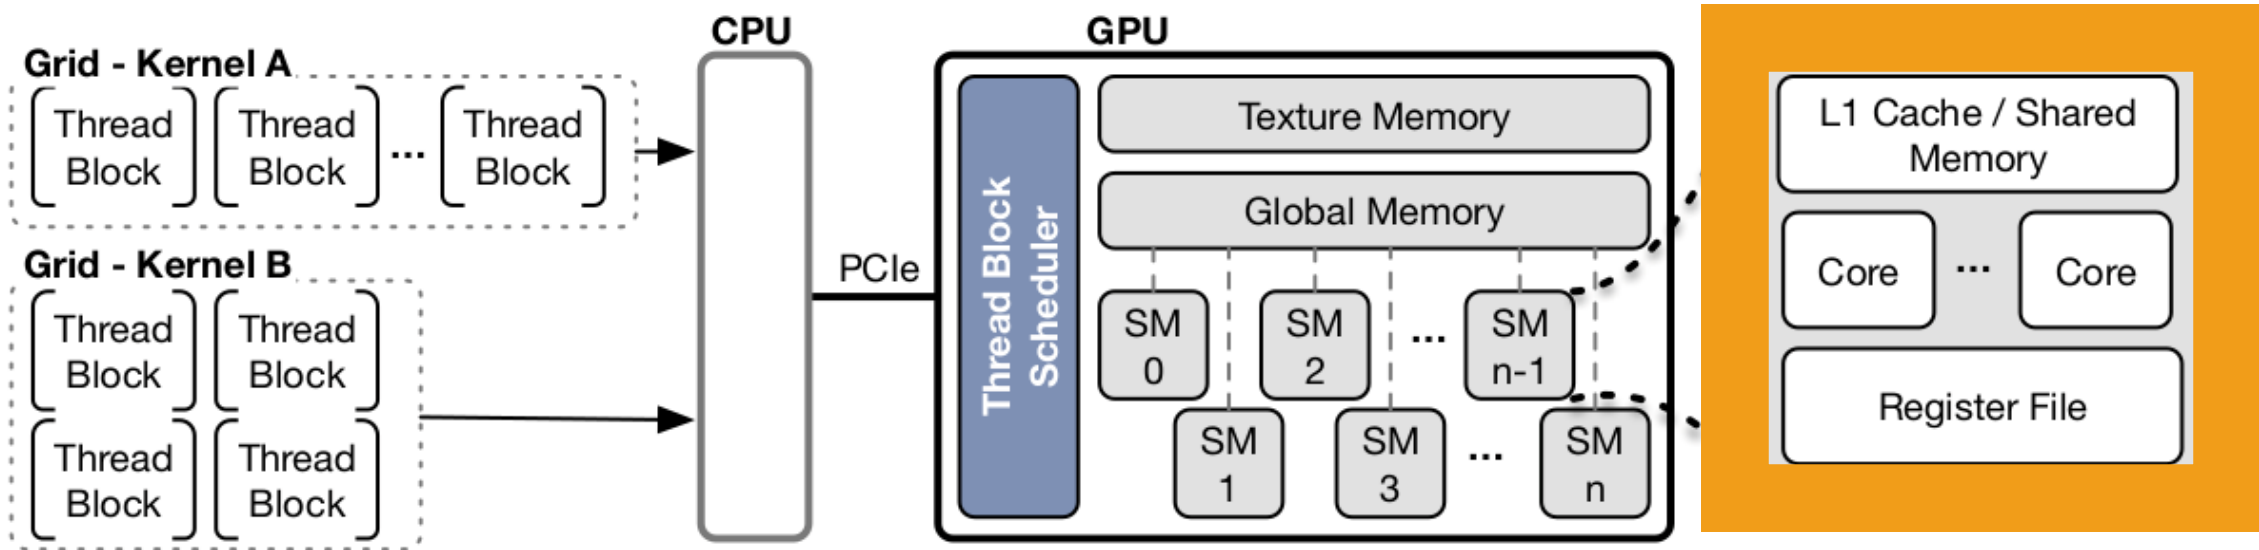 Grid - Kernel A
Thread
Block
Thread
Block
...
Thread
Block
Grid - Kernel B
Thread
Block
Thread
Block
Thread
Block
Thread
Block
CPU
PCIe
GPU
Thread Block
Scheduler
Texture Memory
Global Memory
SM
0
SM
2
...
SM
n-1
SM
1
SM
3
...
SM
n
L1 Cache / Shared
Memory
Core
...
Core
Register File